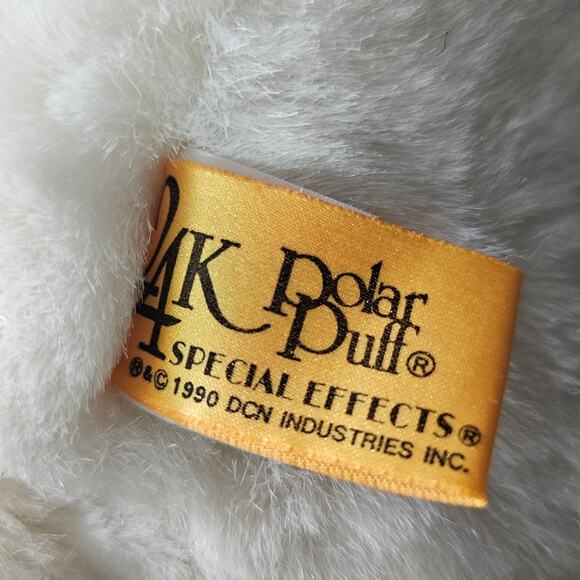 24K Polar Puff®
SPECIAL EFFECTS®
®&© 1990 DCN INDUSTRIES INC.